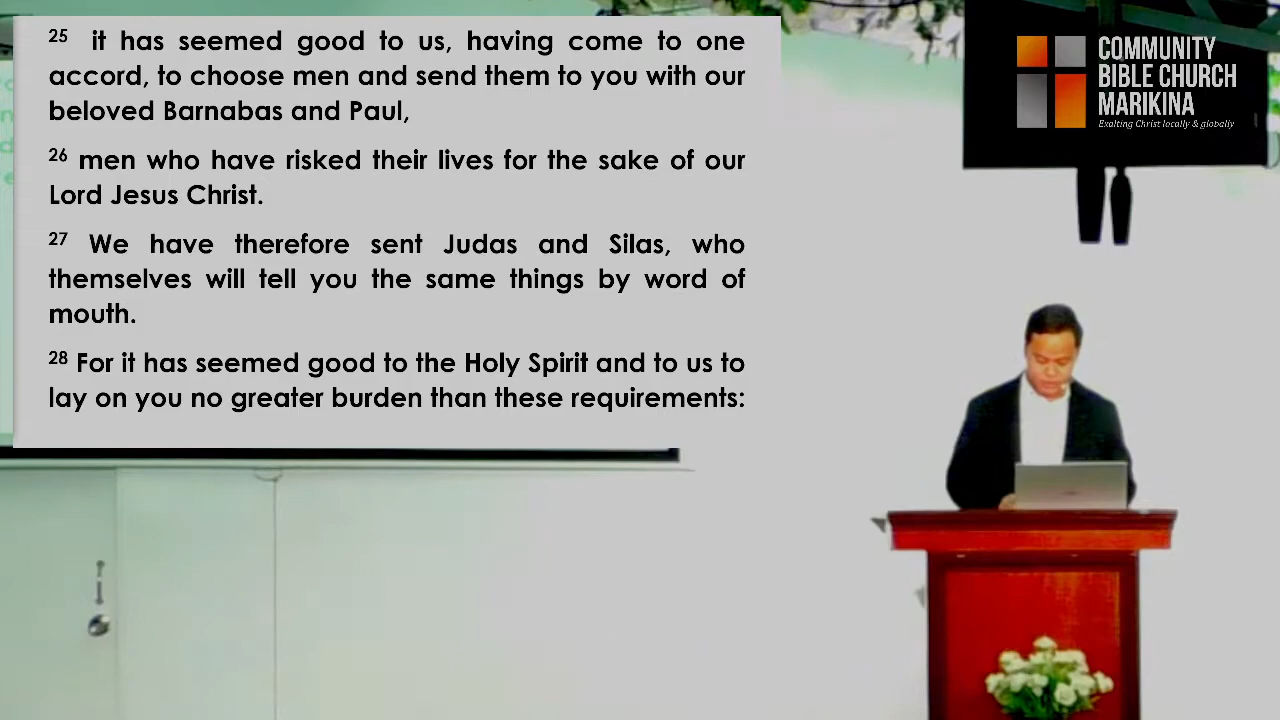 25 it has seemed good to us, having come to one
accord, to choose men and send them to you with our
beloved Barnabas and Paul,
26 men who have risked their lives for the sake of our
Lord Jesus Christ.
27 We have therefore sent Judas and Silas, who
themselves will tell you the same things by word of
mouth.
28 For it has seemed good to the Holy Spirit and to us to
lay on you no greater burden than these requirements:
COMMUNITY
BIBLE CHURCH
MARIKINA
Exalting Christ locally & globally